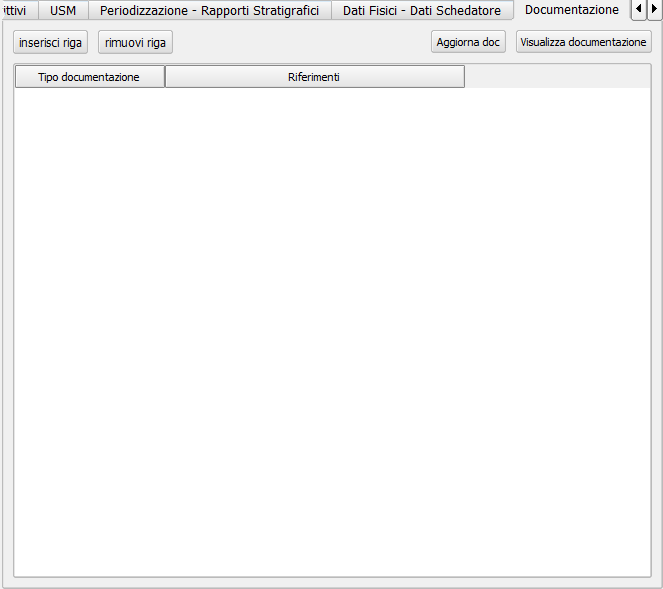 ittivi USM Periodizzazione - Rapporti Stratigrafici Dati Fisici - Dati Schedatore Documentazione
inserisci riga rimuovi riga Aggiorna doc Visualizza documentazione
Tipo documentazione Riferimenti